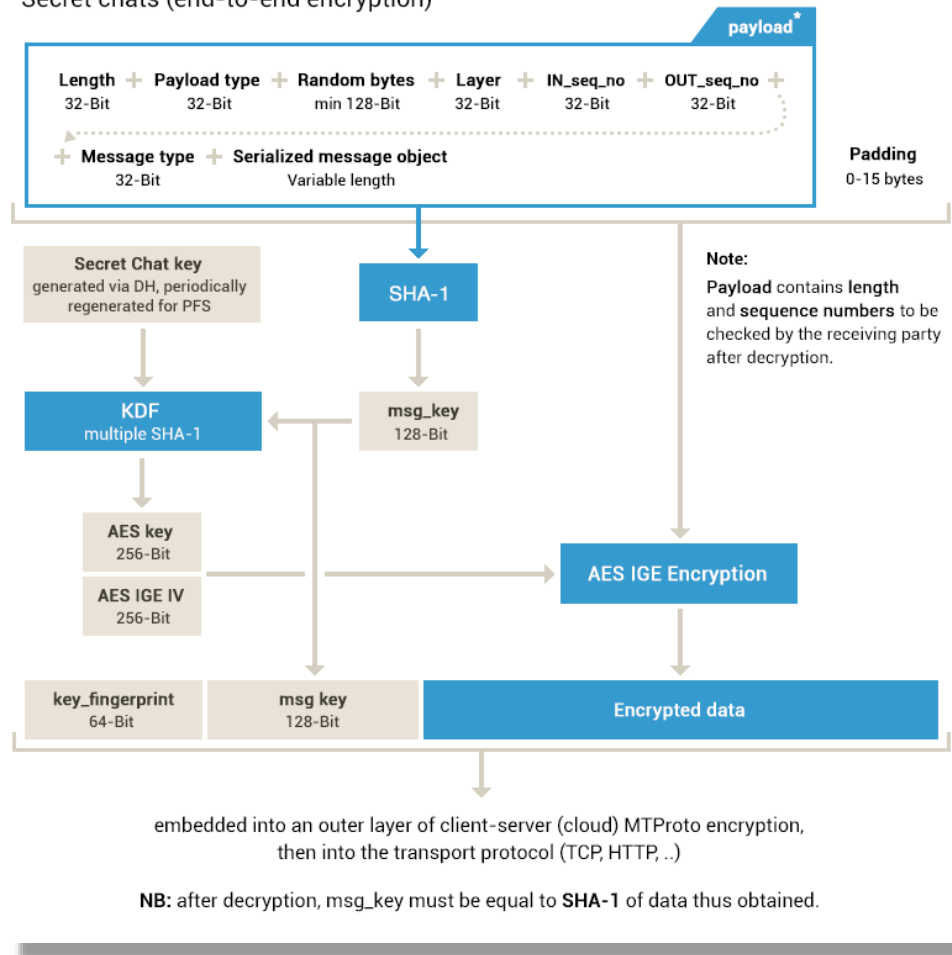 Secret chats (end-to-end encryption)
payload*
Length + Payload type + Random bytes + Layer + IN_seq_no + OUT_seq_no +
32-Bit 32-Bit min 128-Bit 32-Bit 32-Bit 32-Bit
+ Message type + Serialized message object
32-Bit Variable length
Padding
0-15 bytes
Secret Chat key
generated via DH, periodically
regenerated for PFS
SHA-1
Note:
Payload contains length
and sequence numbers to be
checked by the receiving party
after decryption.
KDF
multiple SHA-1
msg_key
128-Bit
AES key
256-Bit
AES IGE IV
256-Bit
AES IGE Encryption
key_fingerprint
64-Bit
msg key
128-Bit
Encrypted data
embedded into an outer layer of client-server (cloud) MTProto encryption,
then into the transport protocol (TCP, HTTP, ..)
NB: after decryption, msg_key must be equal to SHA-1 of data thus obtained.